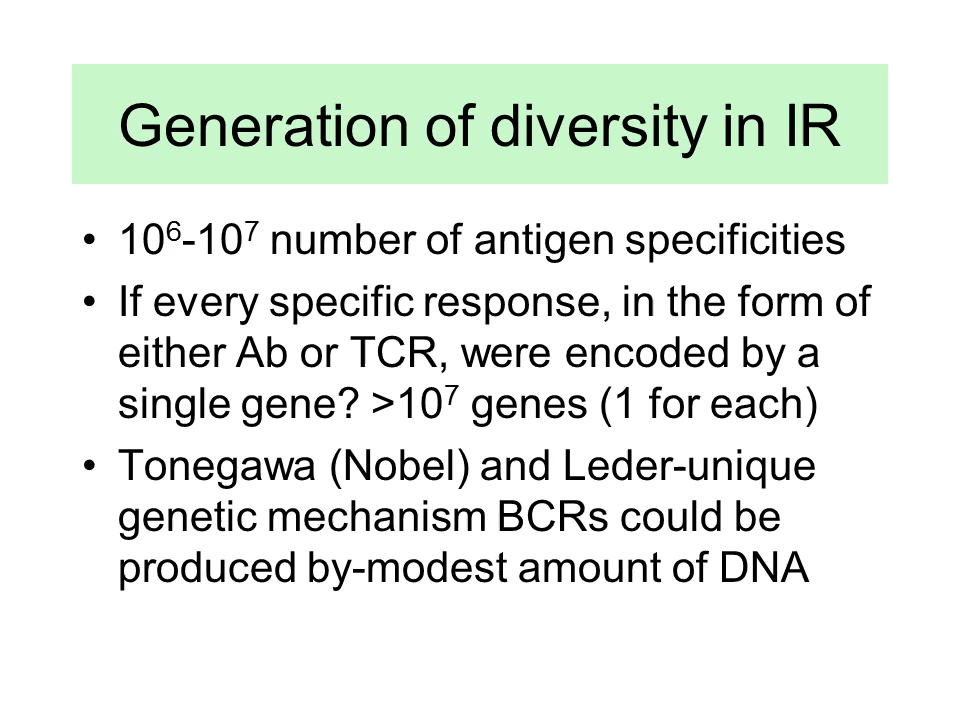 Generation of diversity in IR
• 10⁶-10⁷ number of antigen specificities
• If every specific response, in the form of
either Ab or TCR, were encoded by a
single gene? >10⁷ genes (1 for each)
• Tonegawa (Nobel) and Leder-unique
genetic mechanism BCRs could be
produced by-modest amount of DNA